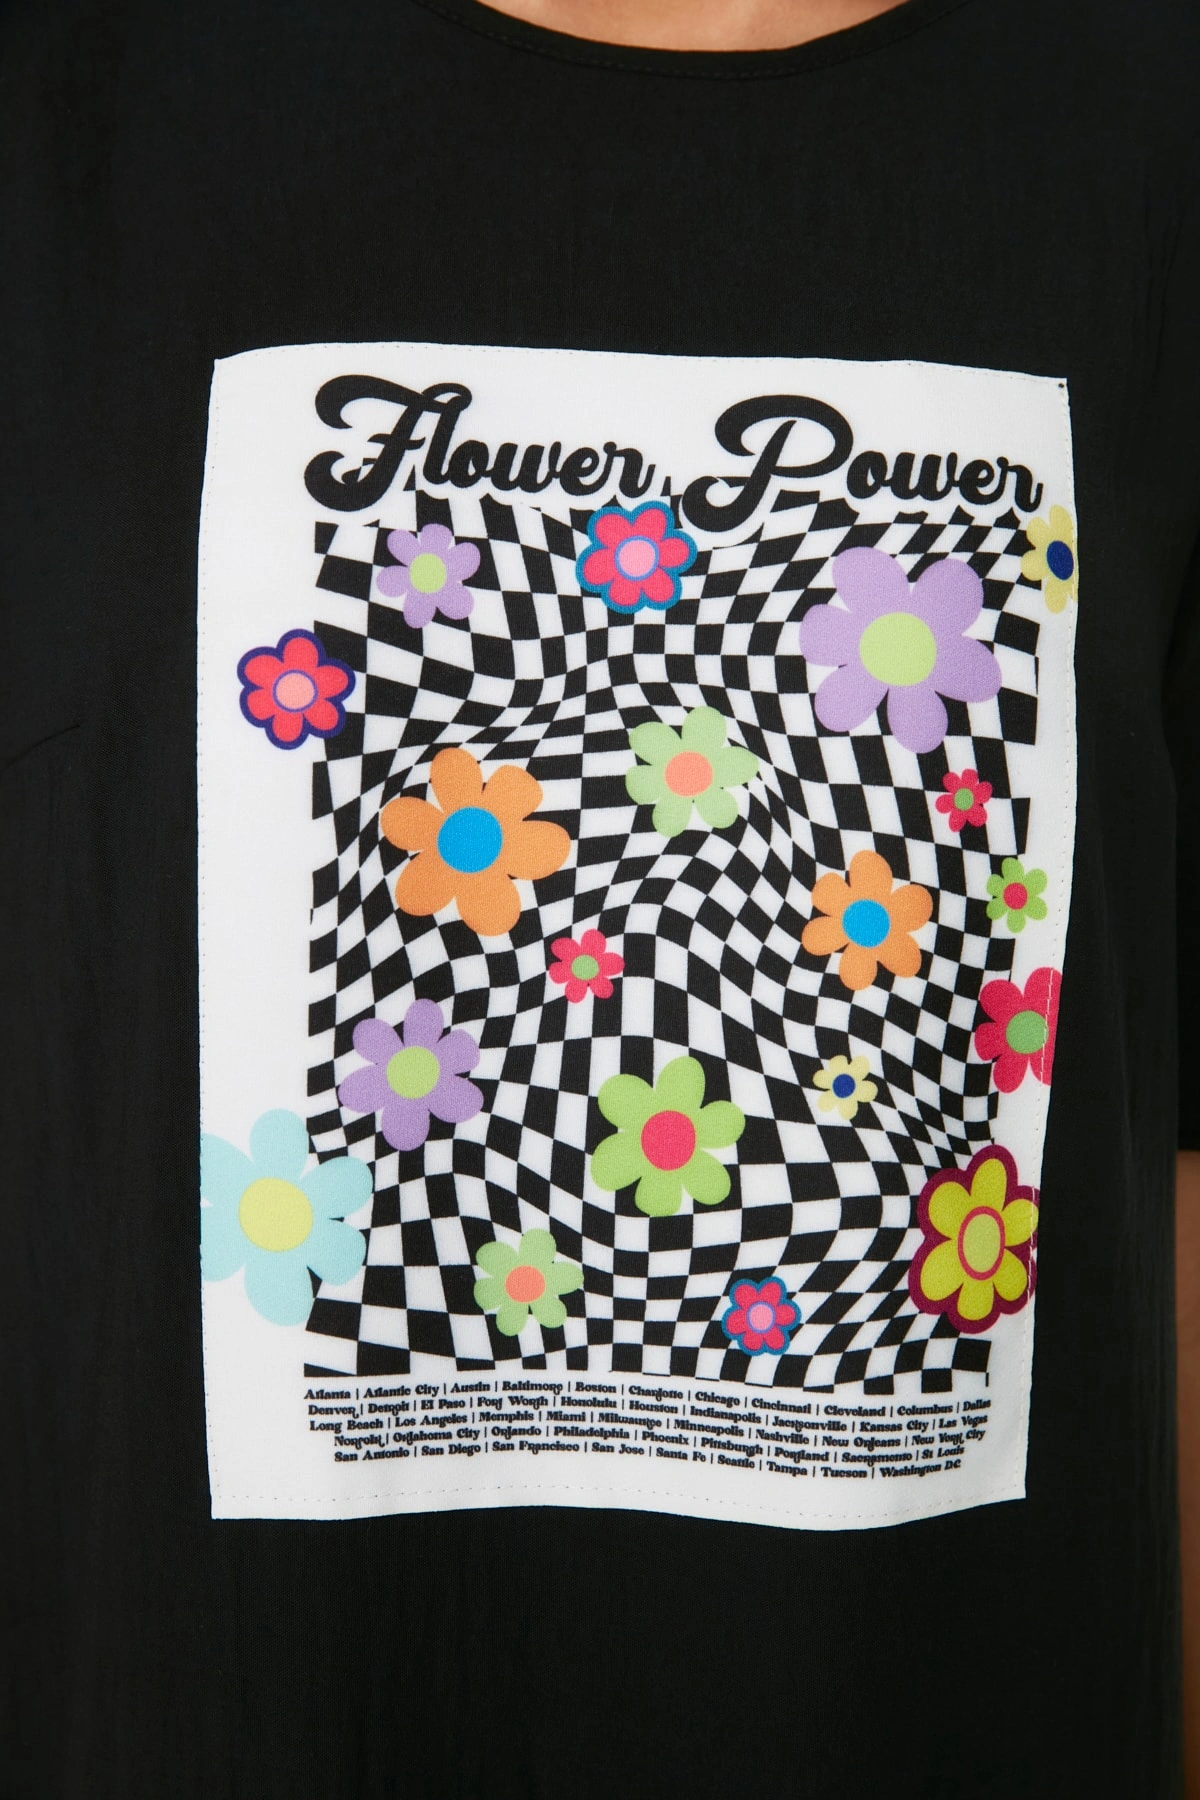 Flower Power
Atlanta | Atlantic City | Austin | Baltimore | Boston | Charlotte | Chicago | Cincinnati | Cleveland | Columbus | Dallas
Denver | Detroit | El Paso | Fort Worth | Honolulu | Houston | Indianapolis | Jacksonville | Kansas City | Las Vegas
Long Beach | Los Angeles | Memphis | Miami | Milwaukee | Minneapolis | Nashville | New Orleans | New York City
Norfolk | Oklahoma City | Orlando | Philadelphia | Phoenix | Pittsburgh | Portland | Sacramento | St Louis
San Antonio | San Diego | San Francisco | San Jose | Santa Fe | Seattle | Tampa | Tucson | Washington DC